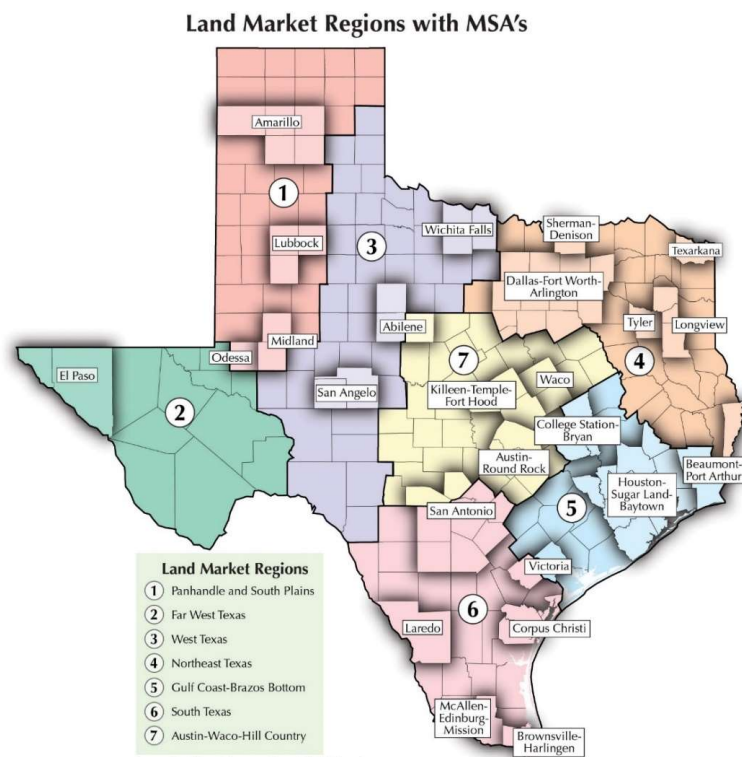 Land Market Regions with MSA's
Amarillo
1
Lubbock
3
Wichita Falls
Sherman-
Denison
Texarkana
Dallas-Fort Worth-
Arlington
Odessa
Midland
Abilene
Tyler
Longview
El Paso
2
San Angelo
7
Killeen-Temple-
Fort Hood
Waco
4
College Station-
Bryan
Austin-
Round Rock
Houston-
Sugar Land-
Baytown
Beaumont-
Port Arthur
San Antonio
5
Victoria
6
Laredo
Corpus Christi
McAllen-
Edinburg-
Mission
Brownsville-
Harlingen
Land Market Regions
1 Panhandle and South Plains
2 Far West Texas
3 West Texas
4 Northeast Texas
5 Gulf Coast-Brazos Bottom
6 South Texas
7 Austin-Waco-Hill Country